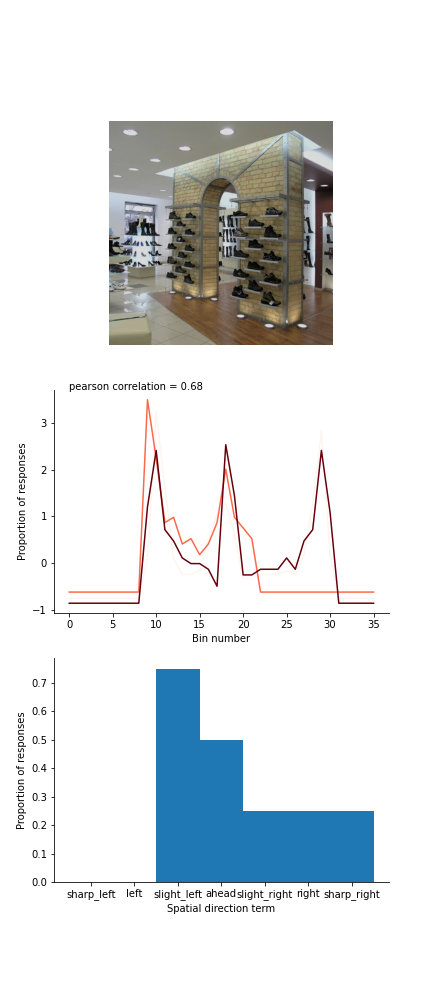 pearson correlation = 0.68
Proportion of responses
3
2
1
0
−1
0 5 10 15 20 25 30 35
Bin number
Proportion of responses
0.7
0.6
0.5
0.4
0.3
0.2
0.1
0.0
sharp_left left slight_left ahead slight_right right sharp_right
Spatial direction term